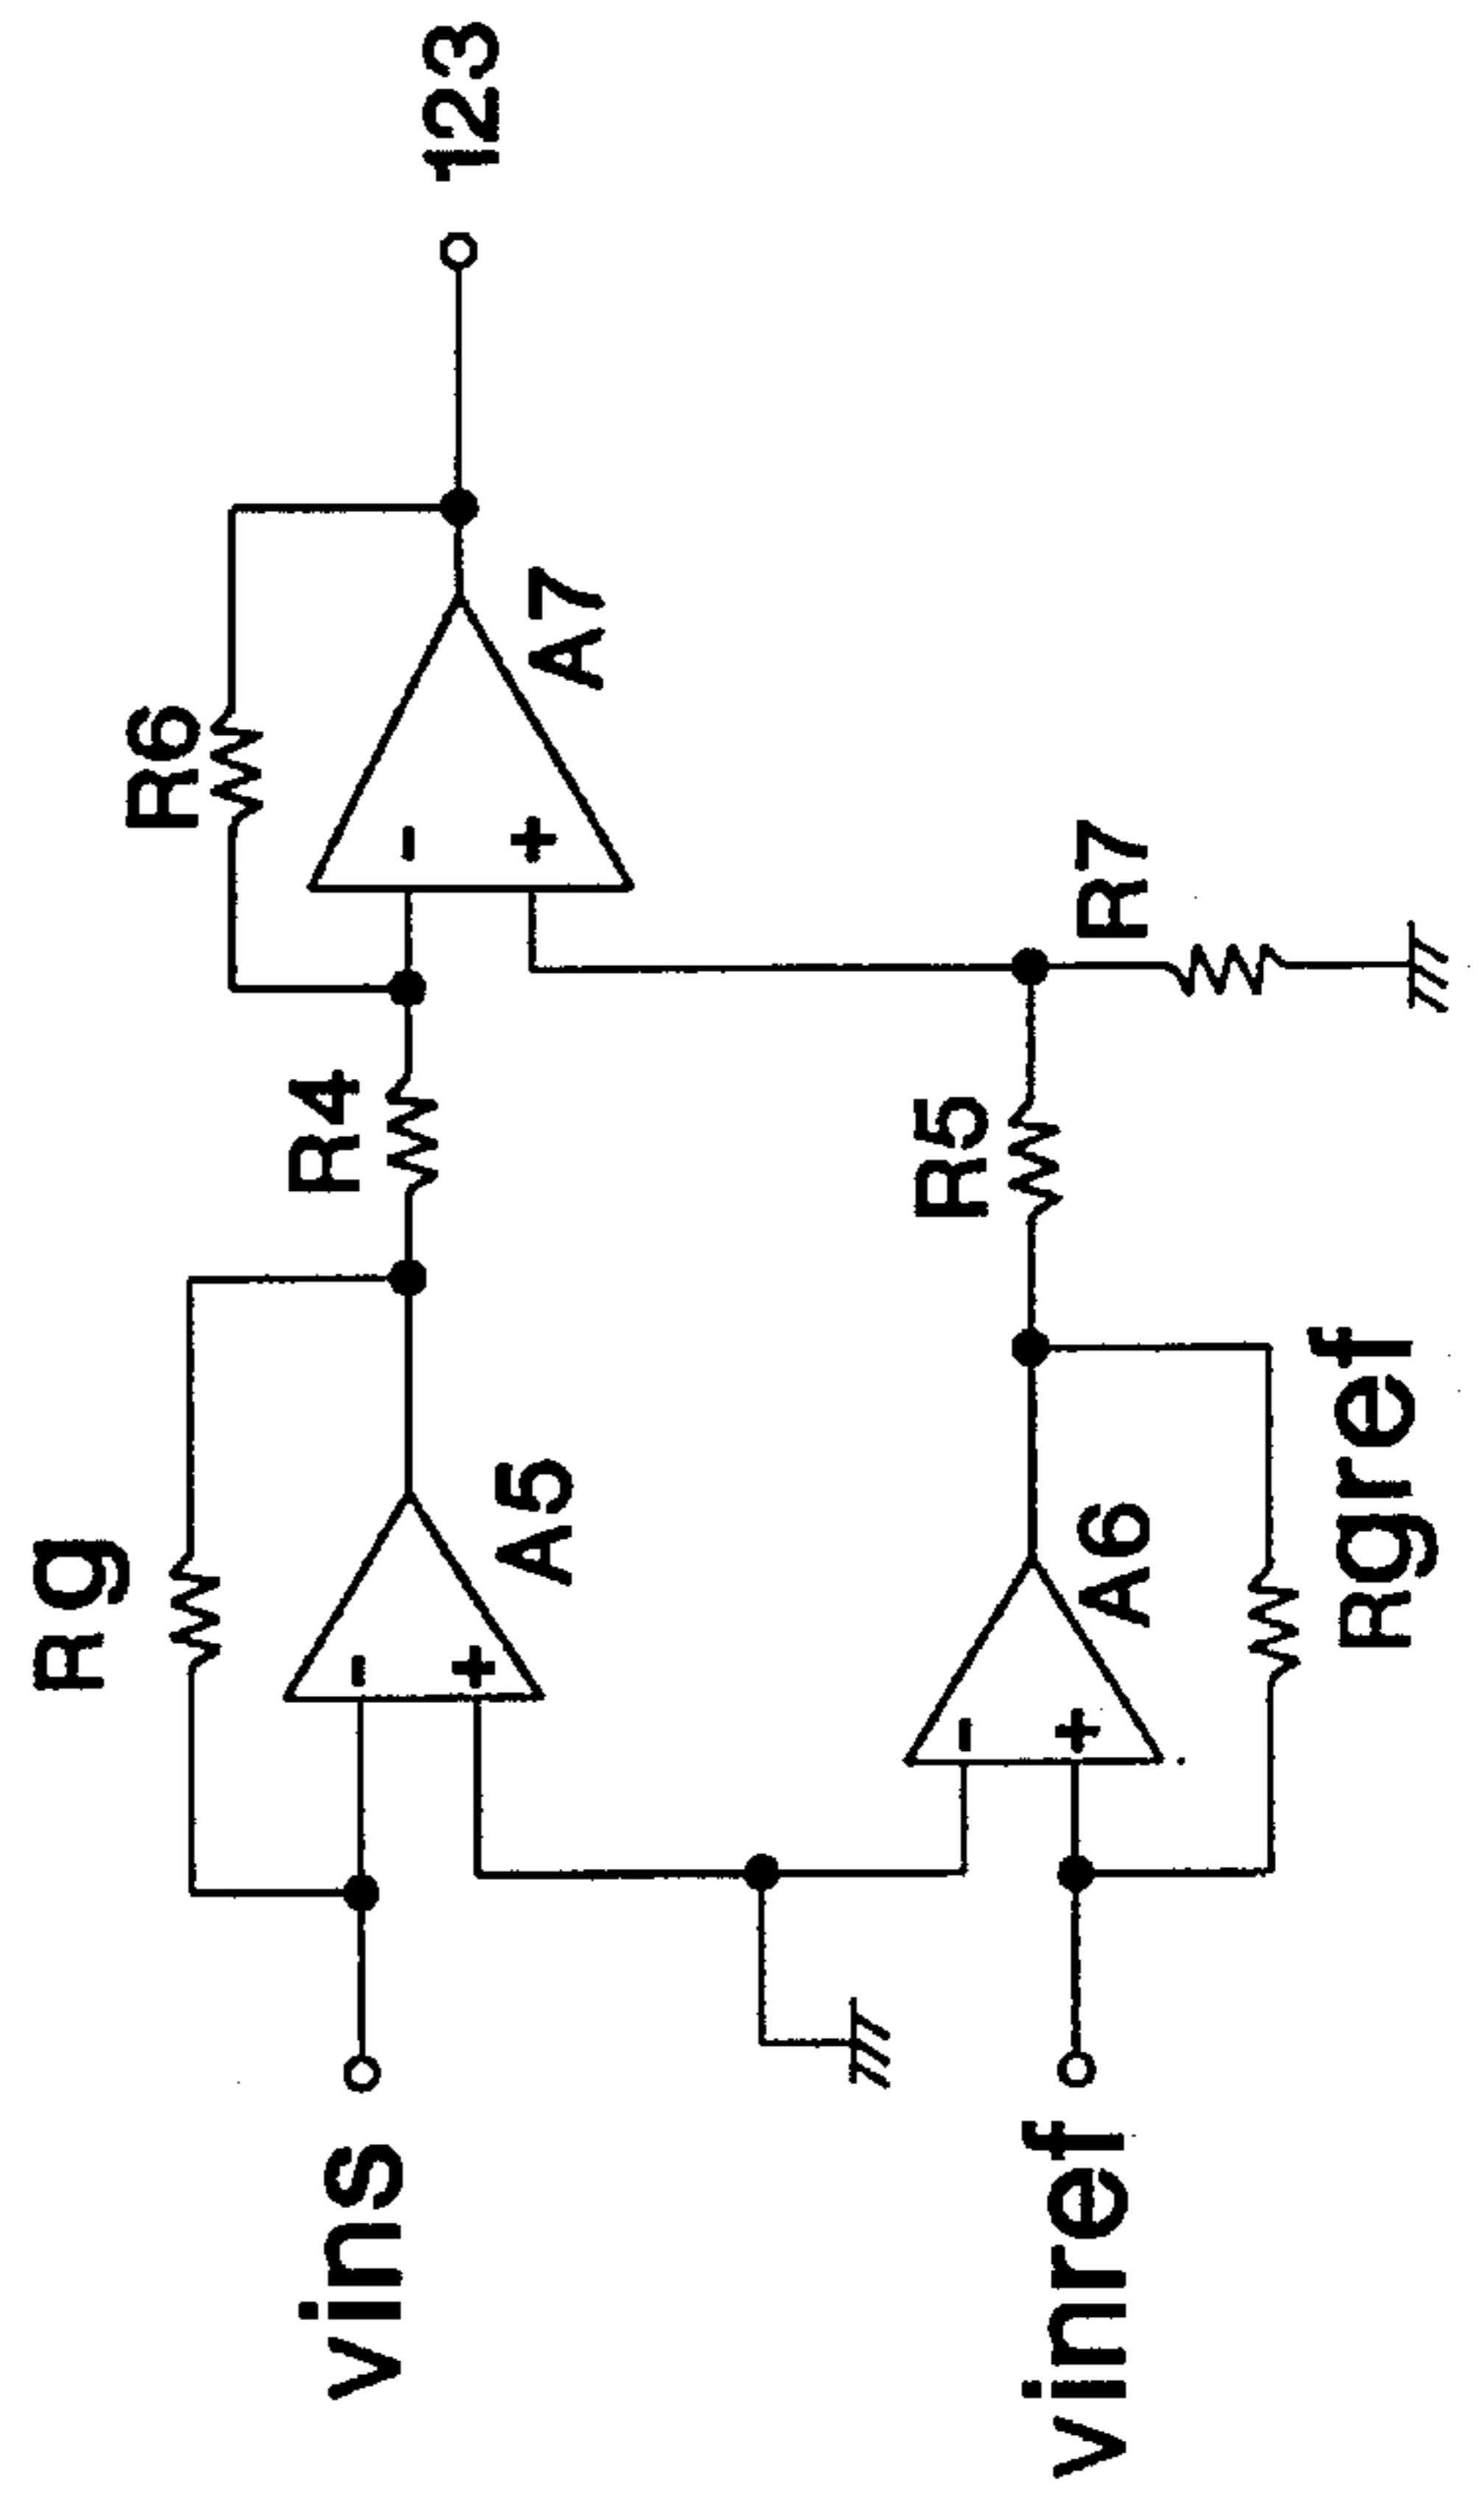 Rg
R6
R4
123
vins
-
+
A5
-
+
A7
R5
R7
vinref
-
+
A6
Rgref